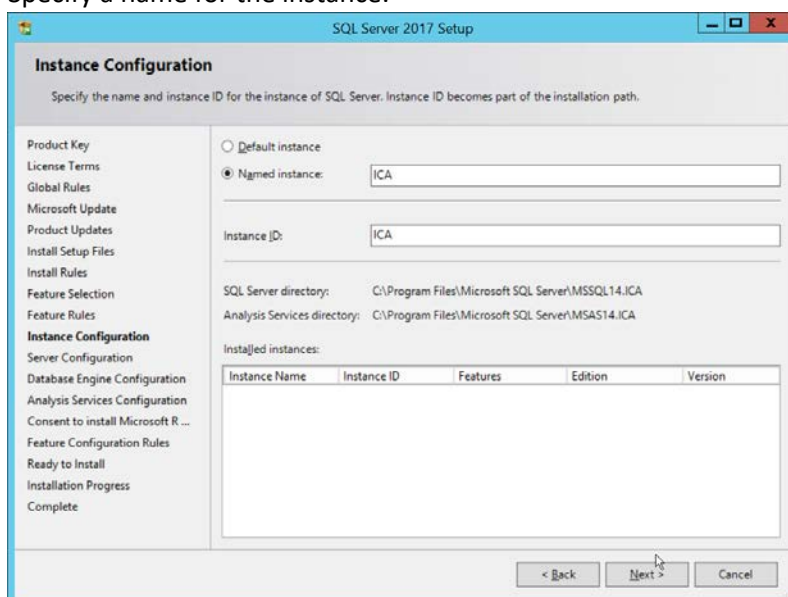 Specify a name for the instance.
SQL Server 2017 Setup
Instance Configuration
Specify the name and instance ID for the instance of SQL Server. Instance ID becomes part of the installation path.
Product Key
License Terms
Global Rules
Microsoft Update
Product Updates
Install Setup Files
Install Rules
Feature Selection
Feature Rules
Instance Configuration
Server Configuration
Database Engine Configuration
Analysis Services Configuration
Consent to install Microsoft R ...
Feature Configuration Rules
Ready to Install
Installation Progress
Complete
Default instance
Named instance: ICA
Instance ID: ICA
SQL Server directory: C:\Program Files\Microsoft SQL Server\MSSQL14.ICA
Analysis Services directory: C:\Program Files\Microsoft SQL Server\MSAS14.ICA
Installed instances:
Instance Name Instance ID Features Edition Version
< Back Next > Cancel